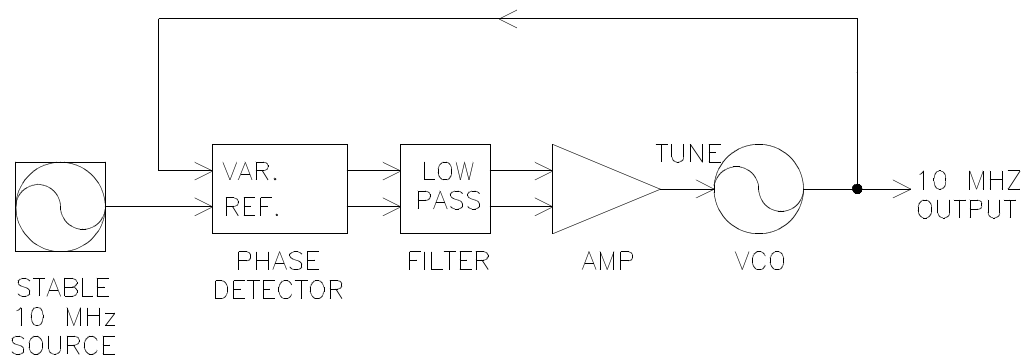 VAR.
REF.
LOW
PASS
TUNE
10 MHZ
OUTPUT
PHASE
DETECTOR
FILTER
AMP
VCO
STABLE
10 MHz
SOURCE